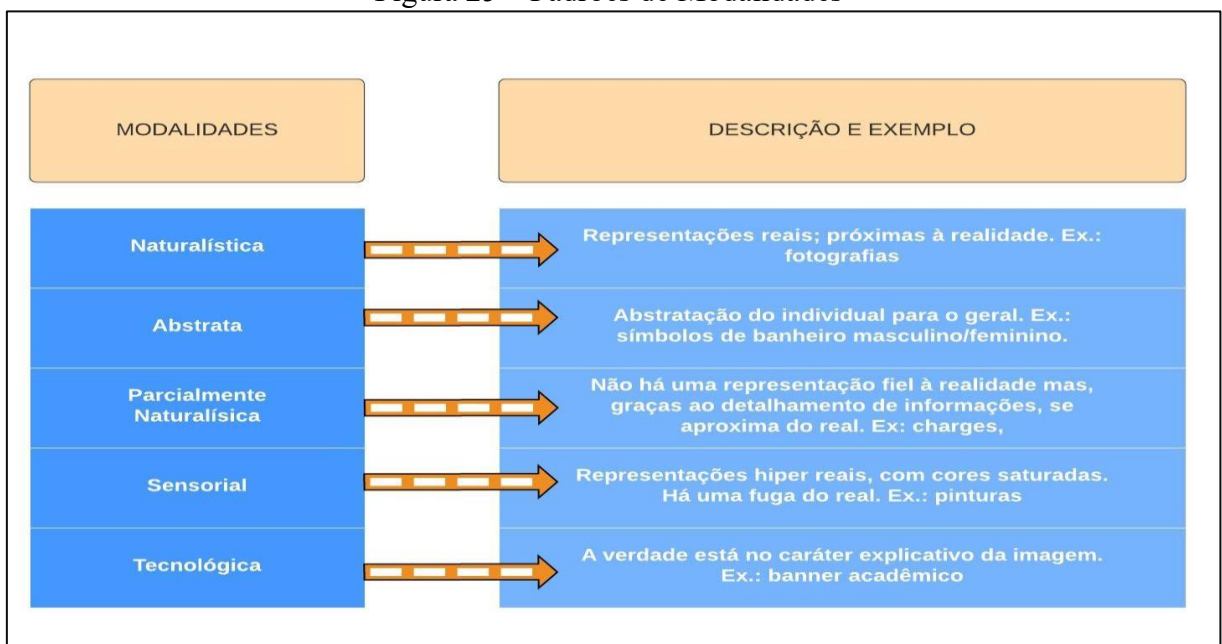 MODALIDADES
DESCRIÇÃO E EXEMPLO
Naturalística
Representações reais; próximas à realidade. Ex.:
fotografias
Abstrata
Abstratação do individual para o geral. Ex.:
símbolos de banheiro masculino/feminino.
Parcialmente
Naturalísica
Não há uma representação fiel à realidade mas,
graças ao detalhamento de informações, se
aproxima do real. Ex: charges,
Sensorial
Representações hiper reais, com cores saturadas.
Há uma fuga do real. Ex.: pinturas
Tecnológica
A verdade está no caráter explicativo da imagem.
Ex.: banner acadêmico